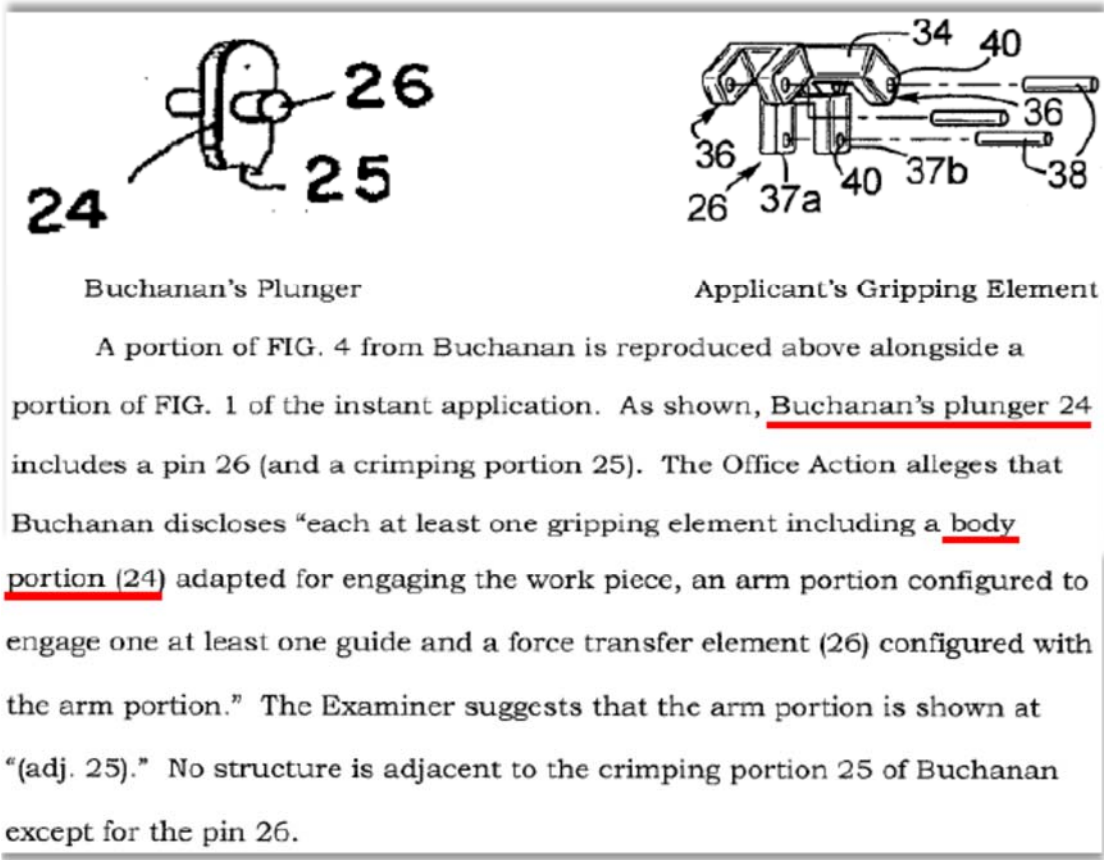 26
25
24
34
40
36
36
26
37a
40
37b
38
Buchanan's Plunger
Applicant's Gripping Element
A portion of FIG. 4 from Buchanan is reproduced above alongside a
portion of FIG. 1 of the instant application. As shown, Buchanan's plunger 24
includes a pin 26 (and a crimping portion 25). The Office Action alleges that
Buchanan discloses “each at least one gripping element including a body
portion (24) adapted for engaging the work piece, an arm portion configured to
engage one at least one guide and a force transfer element (26) configured with
the arm portion.” The Examiner suggests that the arm portion is shown at
“(adj. 25).” No structure is adjacent to the crimping portion 25 of Buchanan
except for the pin 26.